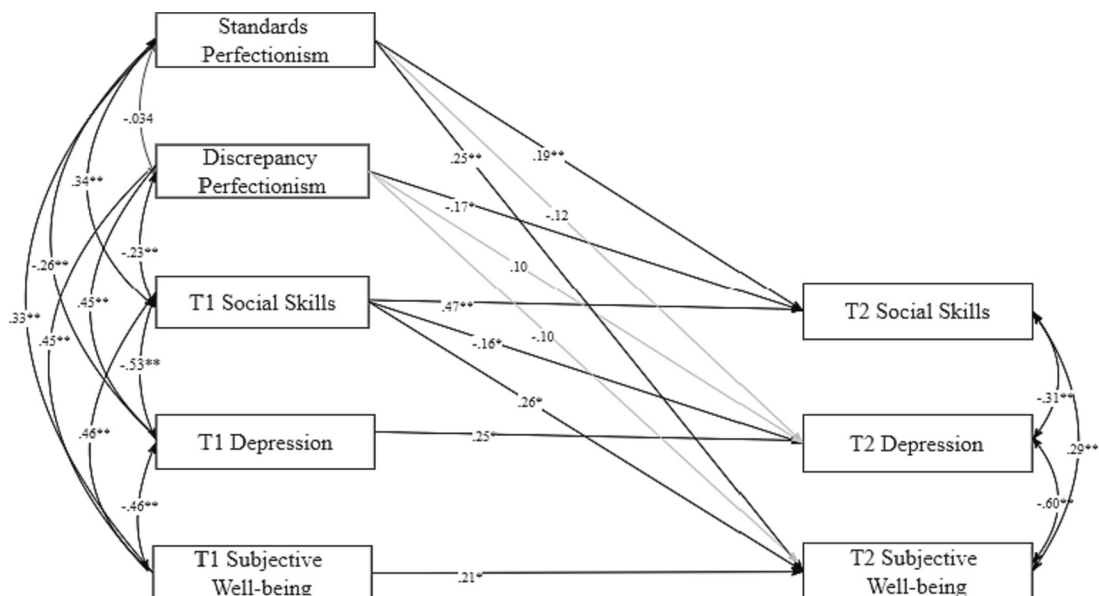 Standards
Perfectionism
-.034
Discrepancy
Perfectionism
.25**
.19**
.34**
-.17*
-.12
-.23**
-.26**
.10
T1 Social Skills
.45**
.47**
T2 Social Skills
.33**
.45**
-.16*
-.10
-.53**
.26*
-.31**
.46**
T1 Depression
.25*
T2 Depression
.29**
-.46**
-.60**
T1 Subjective
Well-being
.21*
T2 Subjective
Well-being